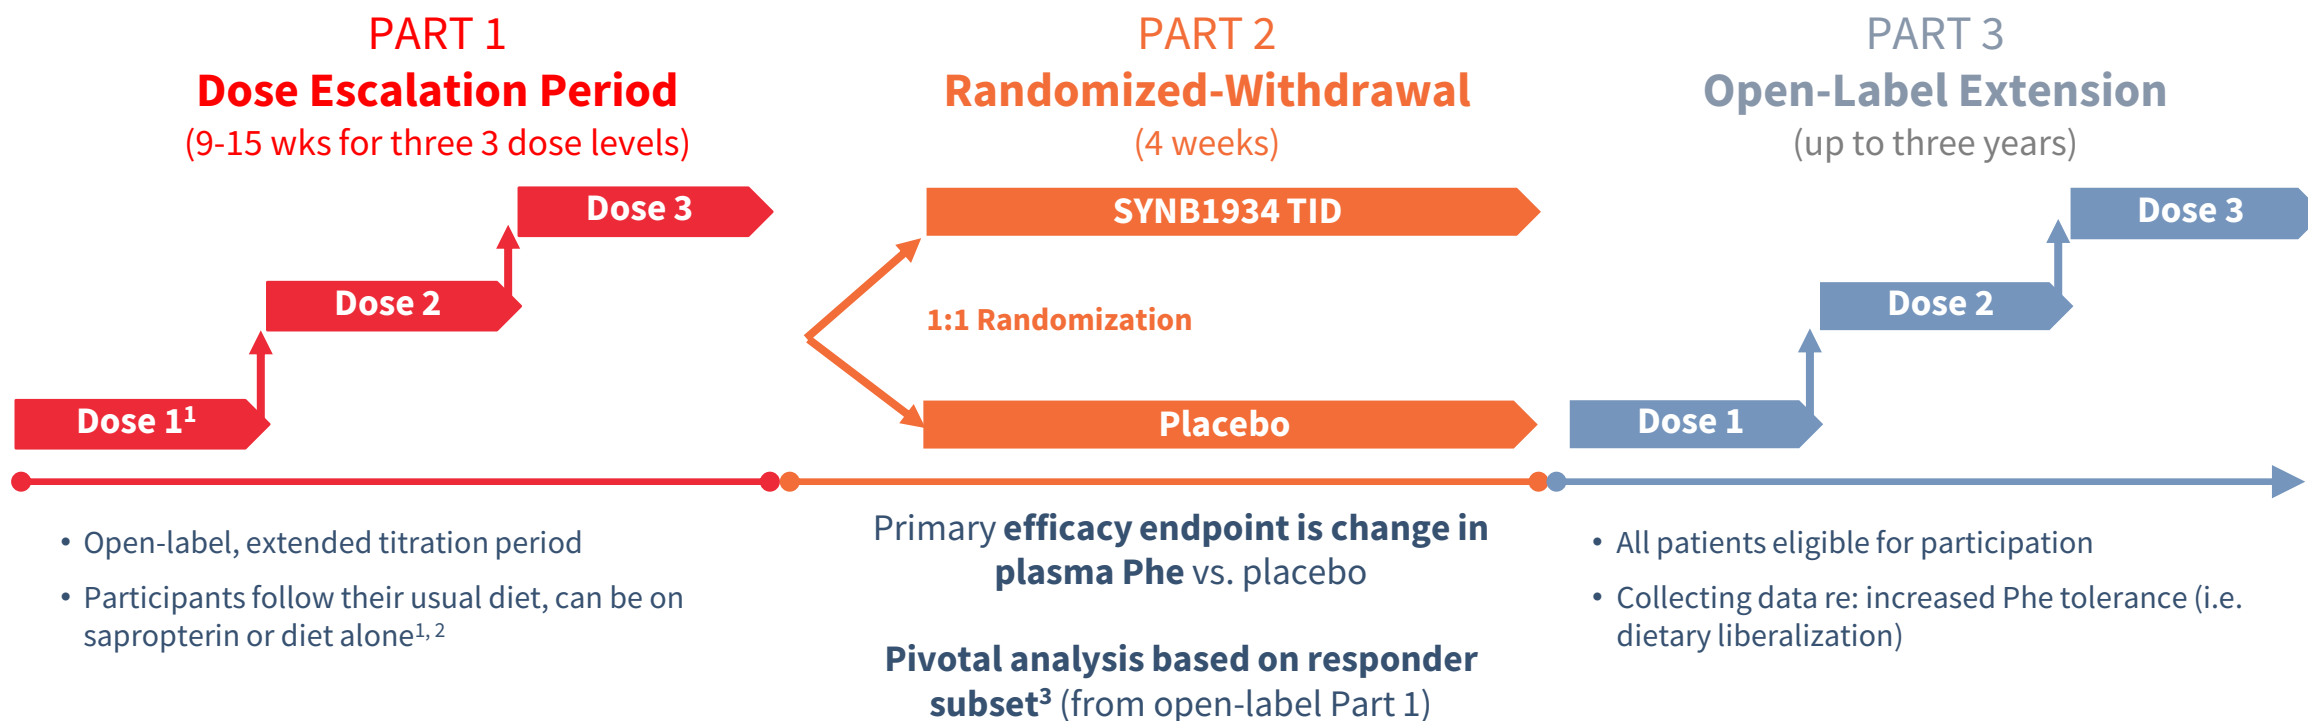 PART 1
Dose Escalation Period
(9-15 wks for three 3 dose levels)
Dose 3
Dose 2
Dose 1¹
• Open-label, extended titration period
• Participants follow their usual diet, can be on
sapropterin or diet alone¹˒ ²
PART 2
Randomized-Withdrawal
(4 weeks)
SYNB1934 TID
1:1 Randomization
Placebo
Primary efficacy endpoint is change in
plasma Phe vs. placebo
Pivotal analysis based on responder
subset³ (from open-label Part 1)
PART 3
Open-Label Extension
(up to three years)
Dose 3
Dose 2
Dose 1
• All patients eligible for participation
• Collecting data re: increased Phe tolerance (i.e.
dietary liberalization)